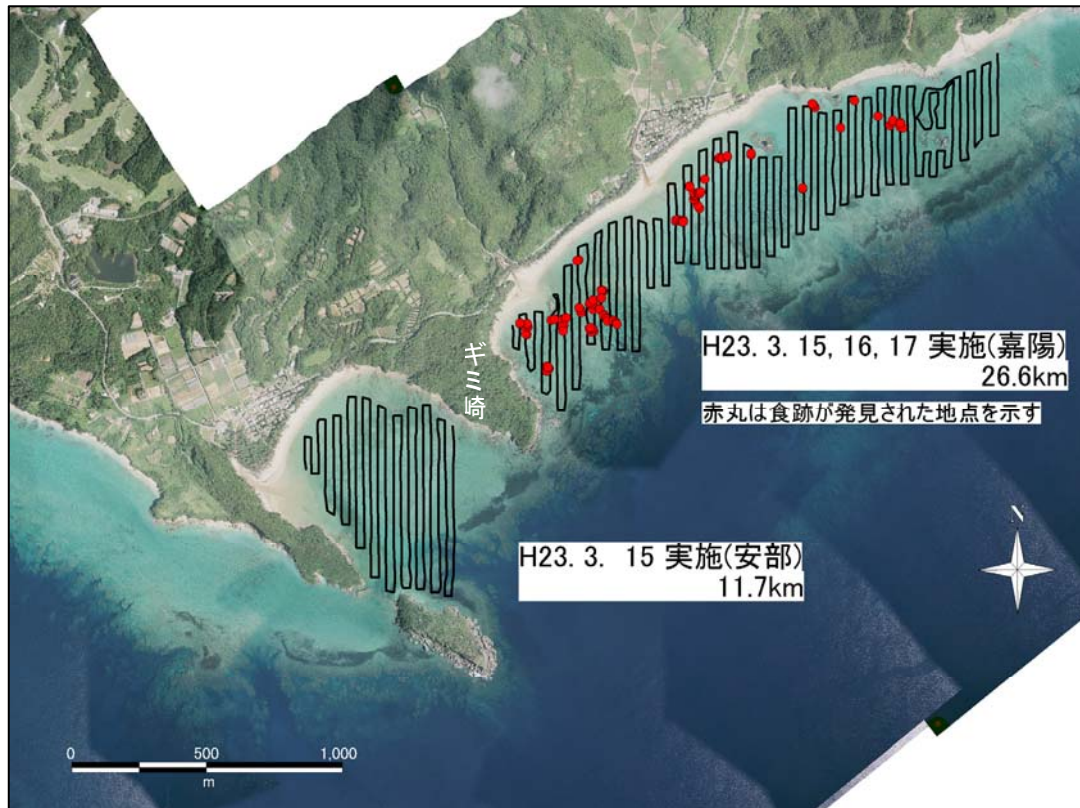 ギミ崎
H23. 3. 15, 16, 17 実施(嘉陽)
26.6km
赤丸は食跡が発見された地点を示す
H23. 3. 15 実施(安部)
11.7km
N
0 500 1,000
m